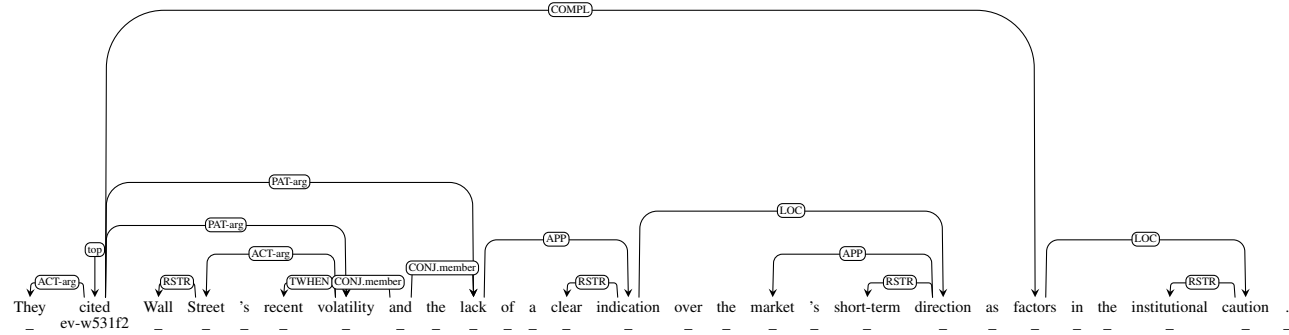 COMPL
PAT-arg
LOC
PAT-arg
top ACT-arg APP APP LOC
CONJ.member
ACT-arg RSTR TWHEN CONJ.member RSTR RSTR RSTR
They cited Wall Street 's recent volatility and the lack of a clear indication over the market 's short-term direction as factors in the institutional caution .
_ ev-w531f2 _ _ _ _ _ _ _ _ _ _ _ _ _ _ _ _ _ _ _ _ _ _ _ _ _